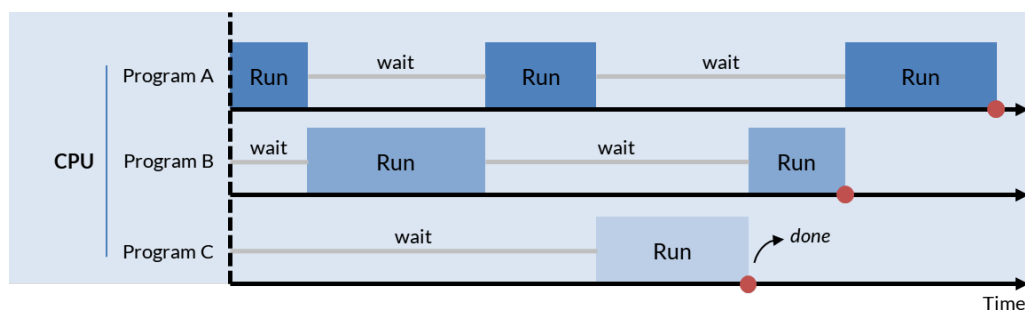 wait
wait
Program A
Run
Run
Run
wait
wait
CPU
Program B
Run
Run
wait
done
Program C
Run
Time